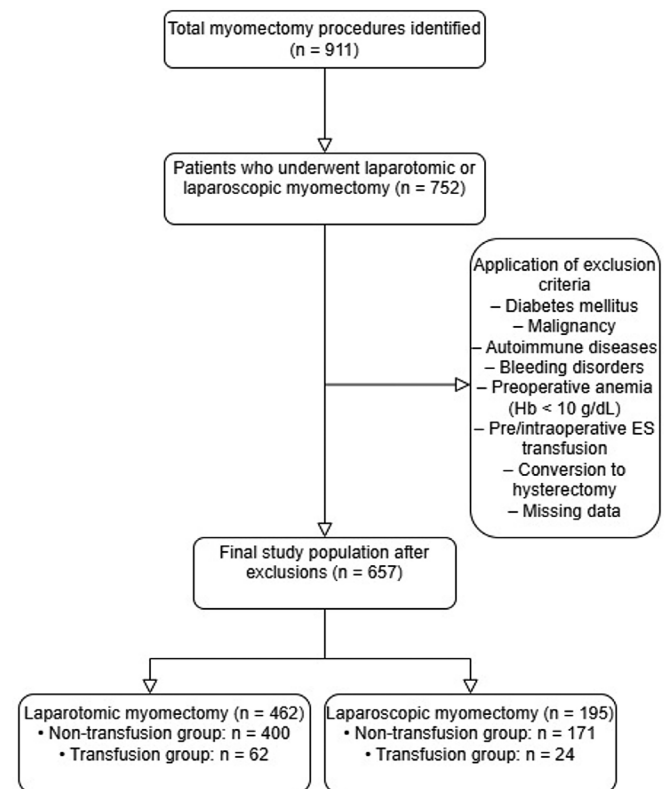 Total myomectomy procedures identified
(n = 911)
Patients who underwent laparotomic or
laparoscopic myomectomy (n = 752)
Application of exclusion
criteria
– Diabetes mellitus
– Malignancy
– Autoimmune diseases
– Bleeding disorders
– Preoperative anemia
(Hb < 10 g/dL)
– Pre/intraoperative ES
transfusion
– Conversion to
hysterectomy
– Missing data
Final study population after
exclusions (n = 657)
Laparotomic myomectomy (n = 462)
• Non-transfusion group: n = 400
• Transfusion group: n = 62
Laparoscopic myomectomy (n = 195)
• Non-transfusion group: n = 171
• Transfusion group: n = 24